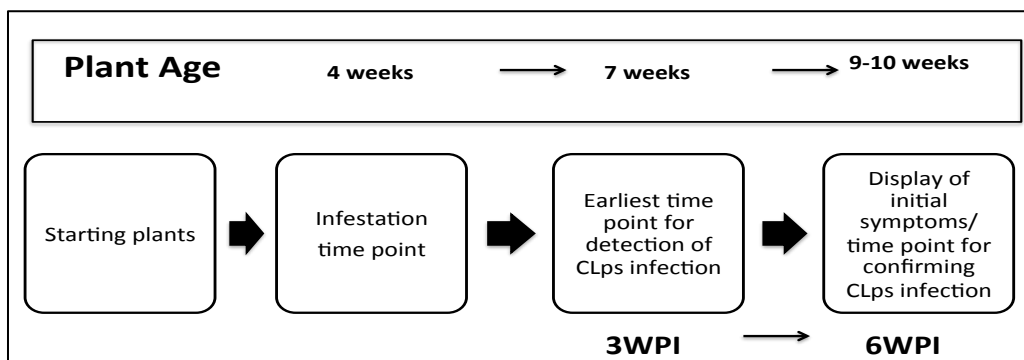 Plant Age 4 weeks 7 weeks 9-10 weeks
Starting plants
Infestation
time point
Earliest time
point for
detection of
CLps infection
Display of
initial
symptoms/
time point for
confirming
CLps infection
3WPI 6WPI